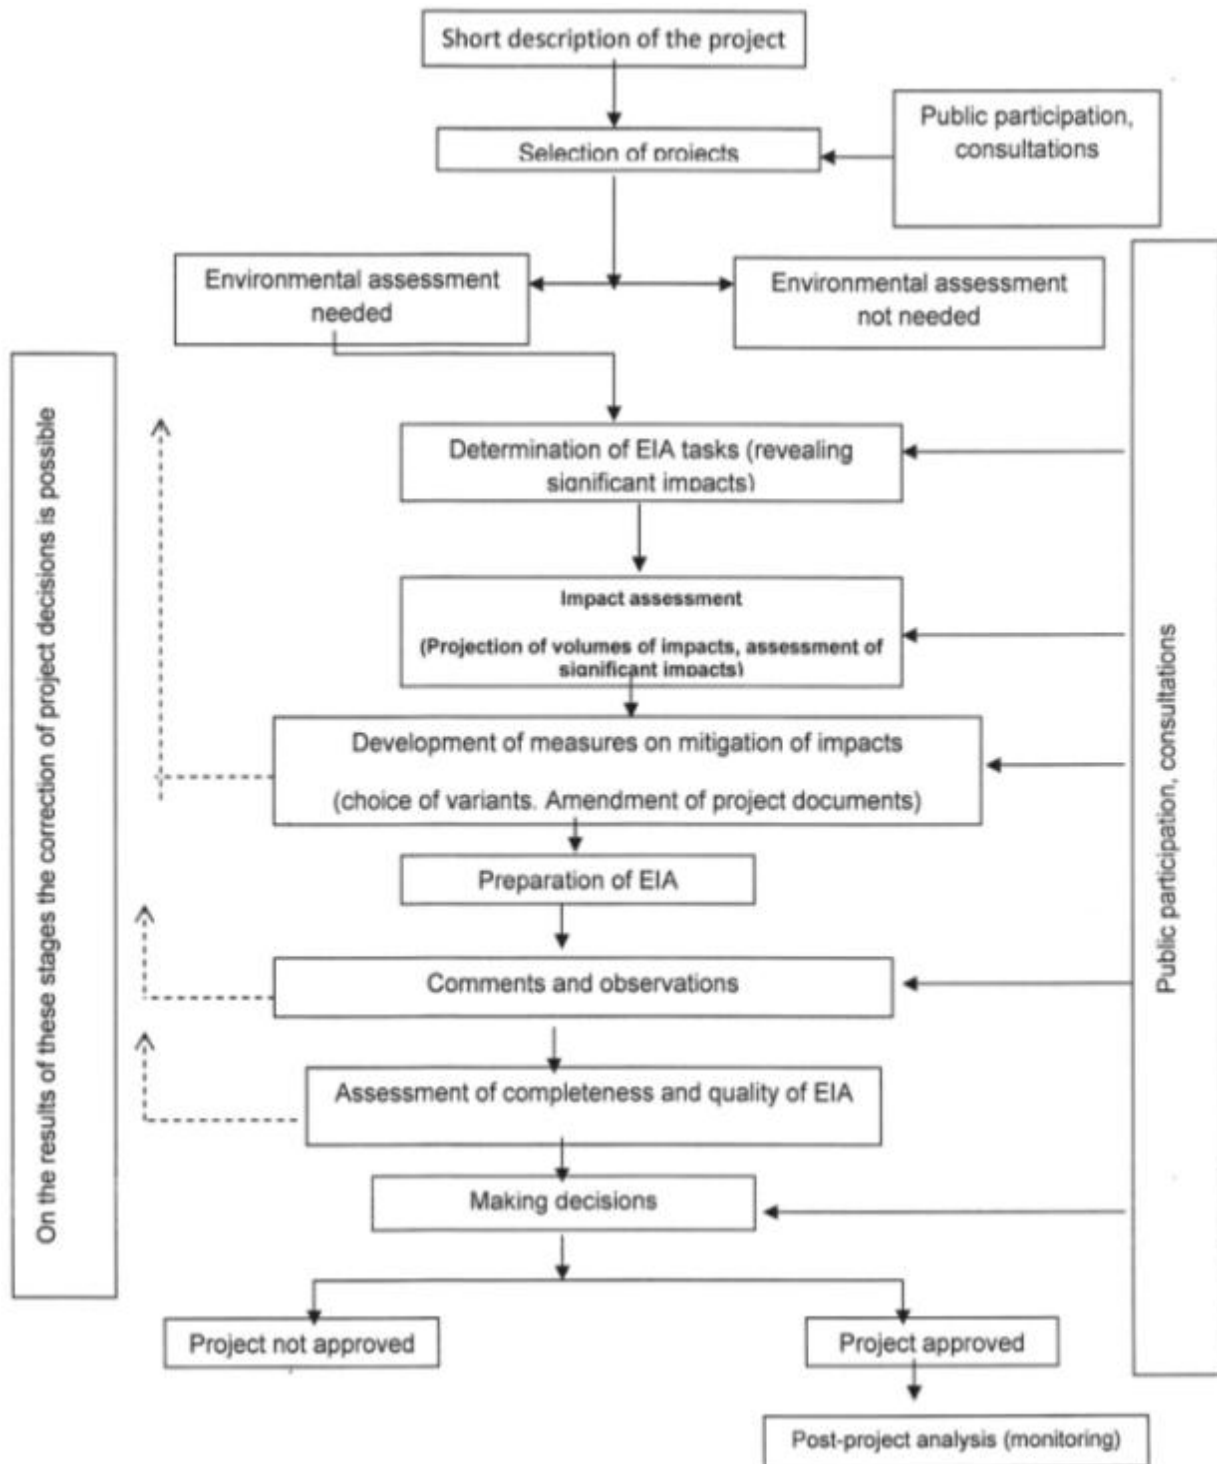 Short description of the project
Selection of projects
Public participation,
consultations
Environmental assessment
needed
Environmental assessment
not needed
On the results of these stages the correction of project decisions is possible
Determination of EIA tasks (revealing
significant impacts)
Impact assessment
(Projection of volumes of impacts, assessment of
significant impacts)
Development of measures on mitigation of impacts
(choice of variants. Amendment of project documents)
Preparation of EIA
Comments and observations
Assessment of completeness and quality of EIA
Making decisions
Project not approved
Project approved
Post-project analysis (monitoring)
Public participation, consultations